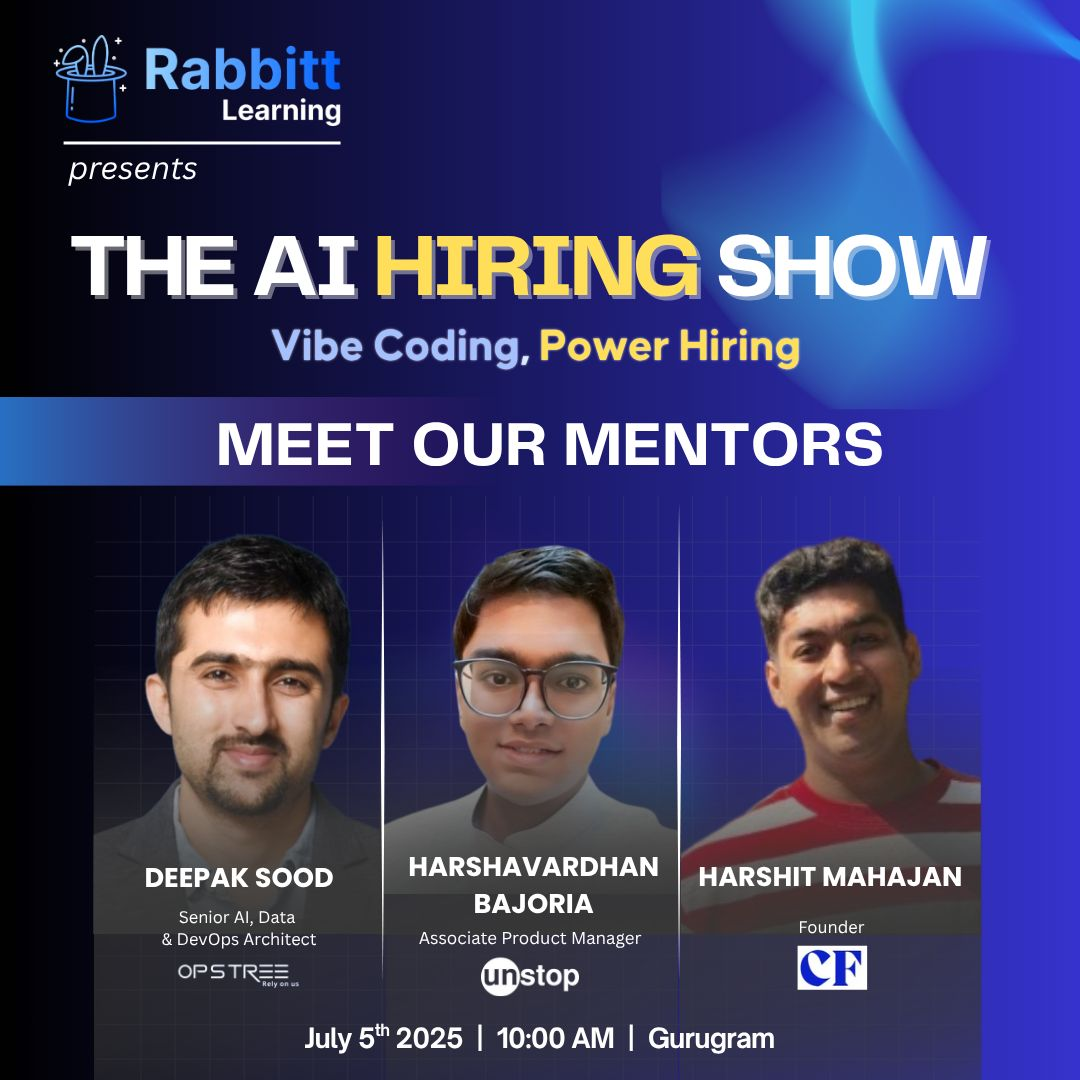 Rabbitt
Learning
presents
THE AI HIRING SHOW
Vibe Coding, Power Hiring
MEET OUR MENTORS
DEEPAK SOOD
Senior AI, Data
& DevOps Architect
OPSTREE
Rely on us
HARSHAVARDHAN
BAJORIA
Associate Product Manager
unstop
HARSHIT MAHAJAN
Founder
CF
July 5th 2025 | 10:00 AM | Gurugram